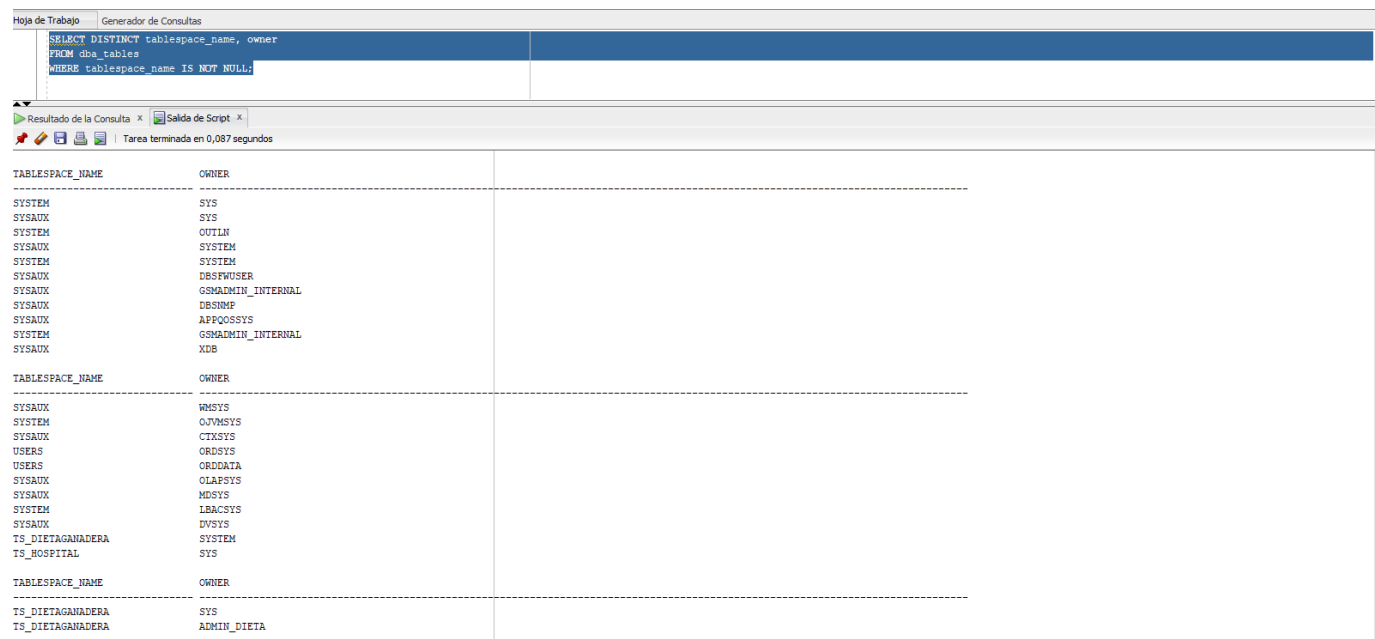 Hoja de Trabajo Generador de Consultas
SELECT DISTINCT tablespace_name, owner
FROM dba_tables
WHERE tablespace_name IS NOT NULL;
Resultado de la Consulta x Salida de Script x
Tarea terminada en 0,087 segundos
TABLESPACE_NAME OWNER
------------------------------ --------------------------------------------------------------------------------------------------------------------------------
SYSTEM SYS
SYSAUX SYS
SYSTEM OUTLN
SYSAUX SYSTEM
SYSTEM SYSTEM
SYSAUX DBSFWUSER
SYSAUX GSMADMIN_INTERNAL
SYSAUX DBSNMP
SYSAUX APPQOSSYS
SYSTEM GSMADMIN_INTERNAL
SYSAUX XDB
TABLESPACE_NAME OWNER
------------------------------ --------------------------------------------------------------------------------------------------------------------------------
SYSAUX WMSYS
SYSTEM OJVMSYS
SYSAUX CTXSYS
USERS ORDSYS
USERS ORDDATA
SYSAUX OLAPSYS
SYSAUX MDSYS
SYSTEM LBACSYS
SYSAUX DVSYS
TS_DIETAGANADERA SYSTEM
TS_HOSPITAL SYS
TABLESPACE_NAME OWNER
------------------------------ --------------------------------------------------------------------------------------------------------------------------------
TS_DIETAGANADERA SYS
TS_DIETAGANADERA ADMIN_DIETA